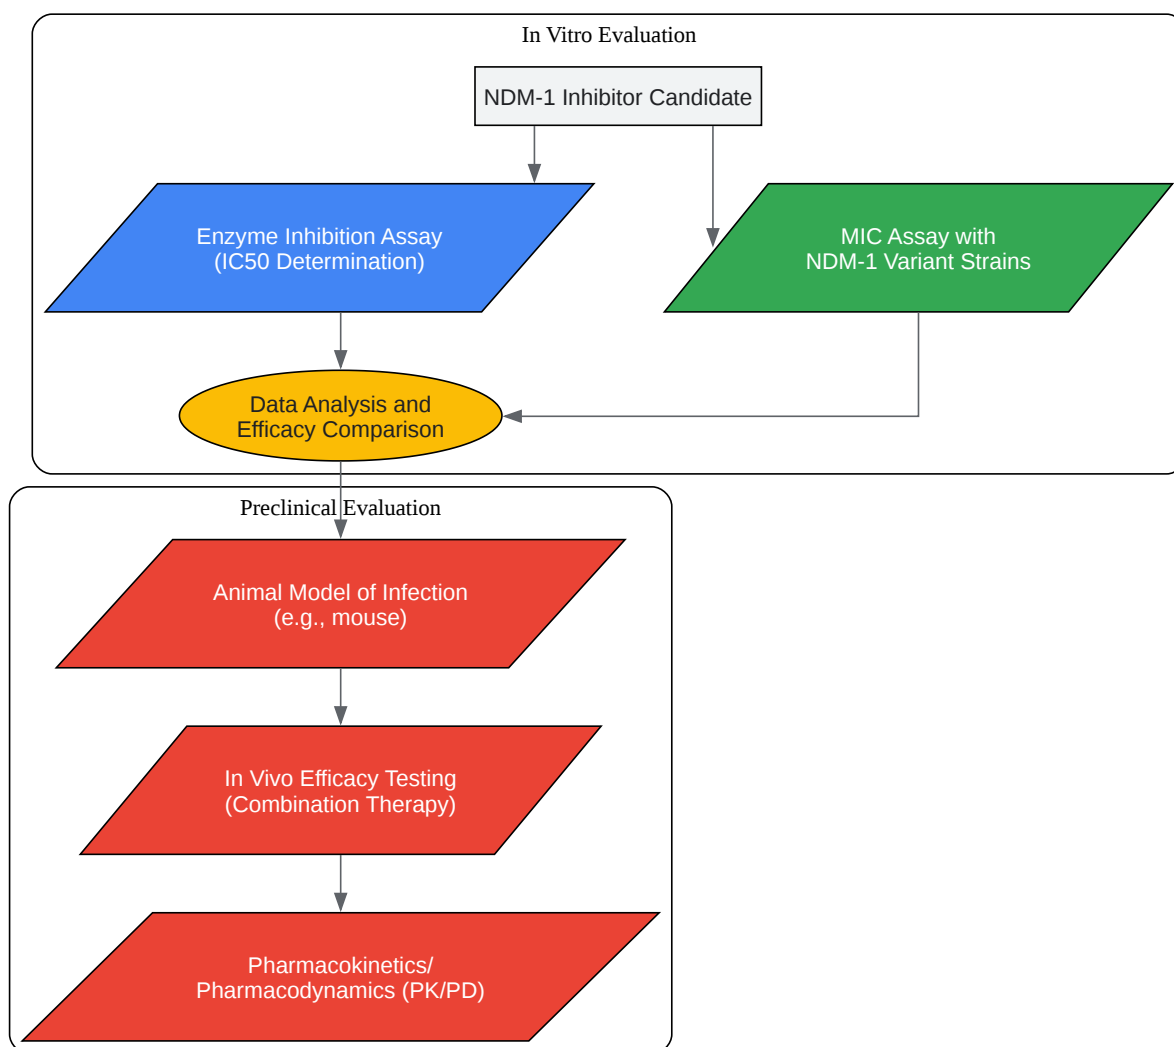 In Vitro Evaluation
NDM-1 Inhibitor Candidate
Enzyme Inhibition Assay
(IC50 Determination)
MIC Assay with
NDM-1 Variant Strains
Data Analysis and
Efficacy Comparison
Preclinical Evaluation
Animal Model of Infection
(e.g., mouse)
In Vivo Efficacy Testing
(Combination Therapy)
Pharmacokinetics/
Pharmacodynamics (PK/PD)